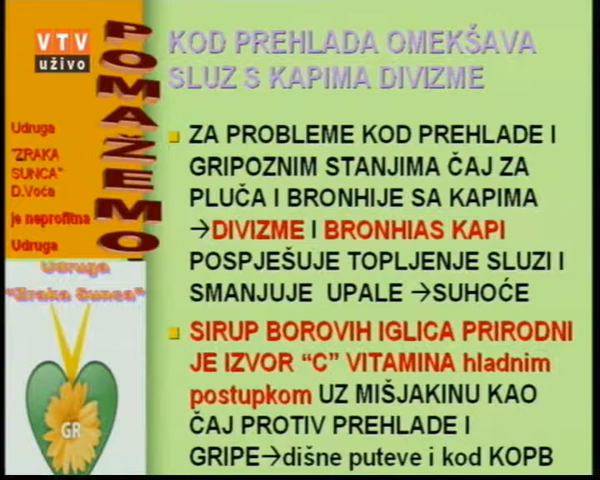 VTV
uživo
POMAŽEMO
Udruga
"ZRAKA
SUNCA"
D.Voća
je neprofitna
Udruga
Udruga
"Zraka Sunca"
GR
KOD PREHLADA OMEKŠAVA
SLUZ S KAPIMA DIVIZME
ZA PROBLEME KOD PREHLADE I
GRIPOZNIM STANJIMA ČAJ ZA
PLUČA I BRONHIJE SA KAPIMA
→DIVIZME I BRONHIAS KAPI
POSPJEŠUJE TOPLJENJE SLUZI I
SMANJUJE UPALE →SUHOĆE
SIRUP BOROVIH IGLICA PRIRODNI
JE IZVOR “C” VITAMINA hladnim
postupkom UZ MIŠJAKINU KAO
ČAJ PROTIV PREHLADE I
GRIPE→dišne puteve i kod KOPB